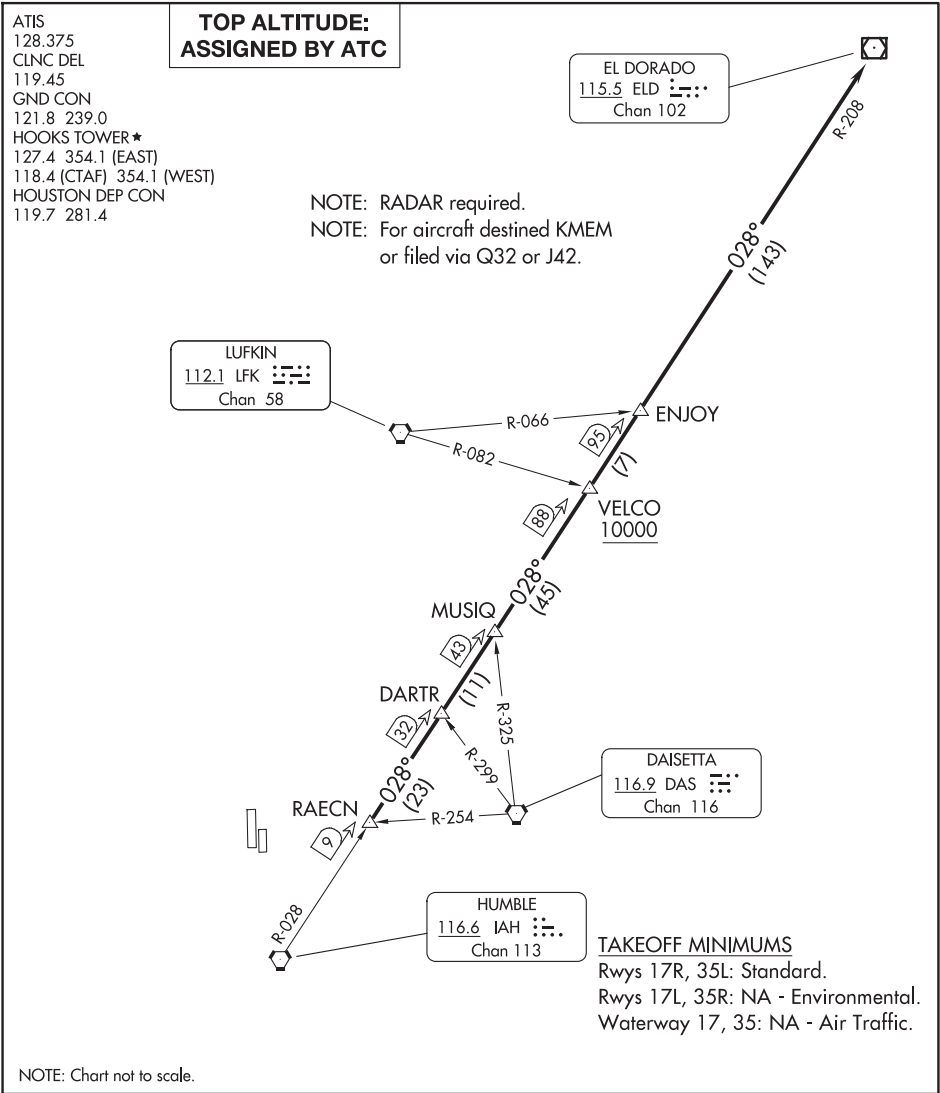 ATIS
128.375
CLNC DEL
119.45
GND CON
121.8 239.0
HOOKS TOWER★
127.4 354.1 (EAST)
118.4 (CTAF) 354.1 (WEST)
HOUSTON DEP CON
119.7 281.4
TOP ALTITUDE:
ASSIGNED BY ATC
EL DORADO
115.5 ELD
Chan 102
R-208
NOTE: RADAR required.
NOTE: For aircraft destined KMEM
or filed via Q32 or J42.
028°
(143)
LUFKIN
112.1 LFK
Chan 58
R-066
R-082
ENJOY
95
(7)
VELCO
10000
88
028°
(45)
MUSIQ
43
(11)
DARTR
32
R-325
R-299
028°
(23)
RAECN
9
R-254
DAISETTA
116.9 DAS
Chan 116
R-028
HUMBLE
116.6 IAH
Chan 113
TAKEOFF MINIMUMS
Rwys 17R, 35L: Standard.
Rwys 17L, 35R: NA - Environmental.
Waterway 17, 35: NA - Air Traffic.
NOTE: Chart not to scale.